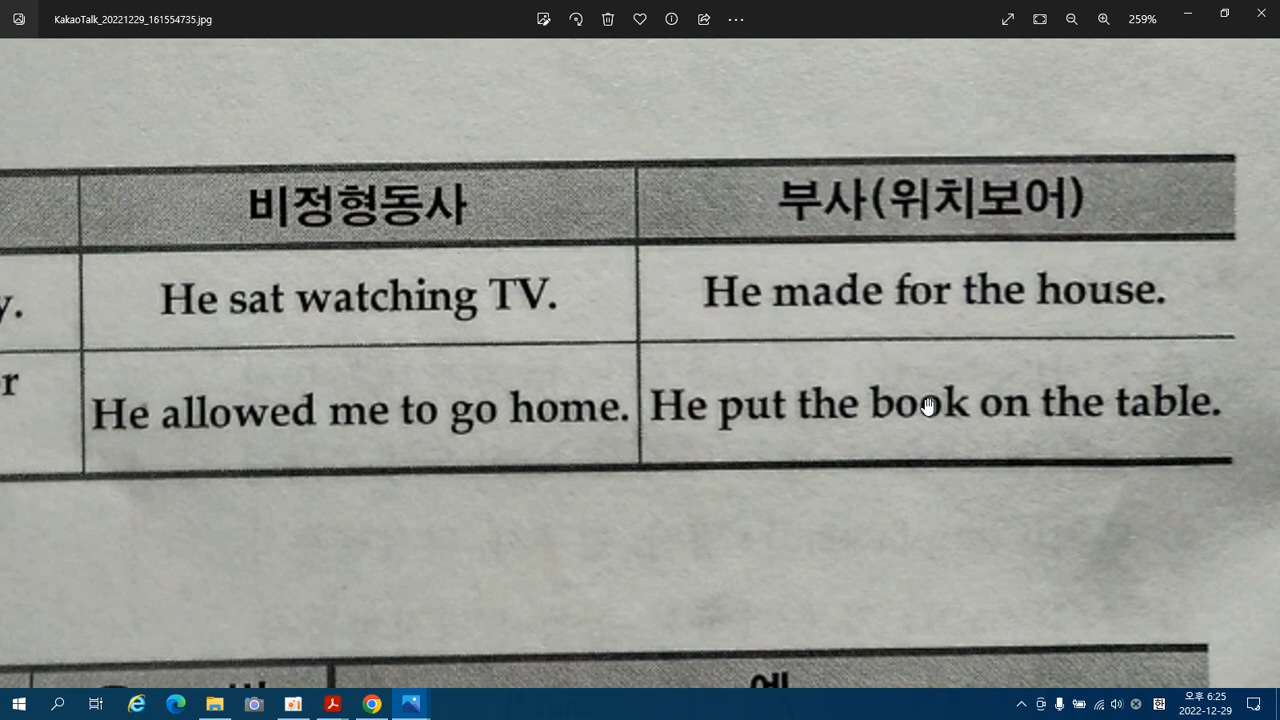 KakaoTalk_20221229_161554735.jpg
259%
비정형동사 부사(위치보어)
y. He sat watching TV. He made for the house.
r He allowed me to go home. He put the book on the table.
예
오후 6:25
2022-12-29